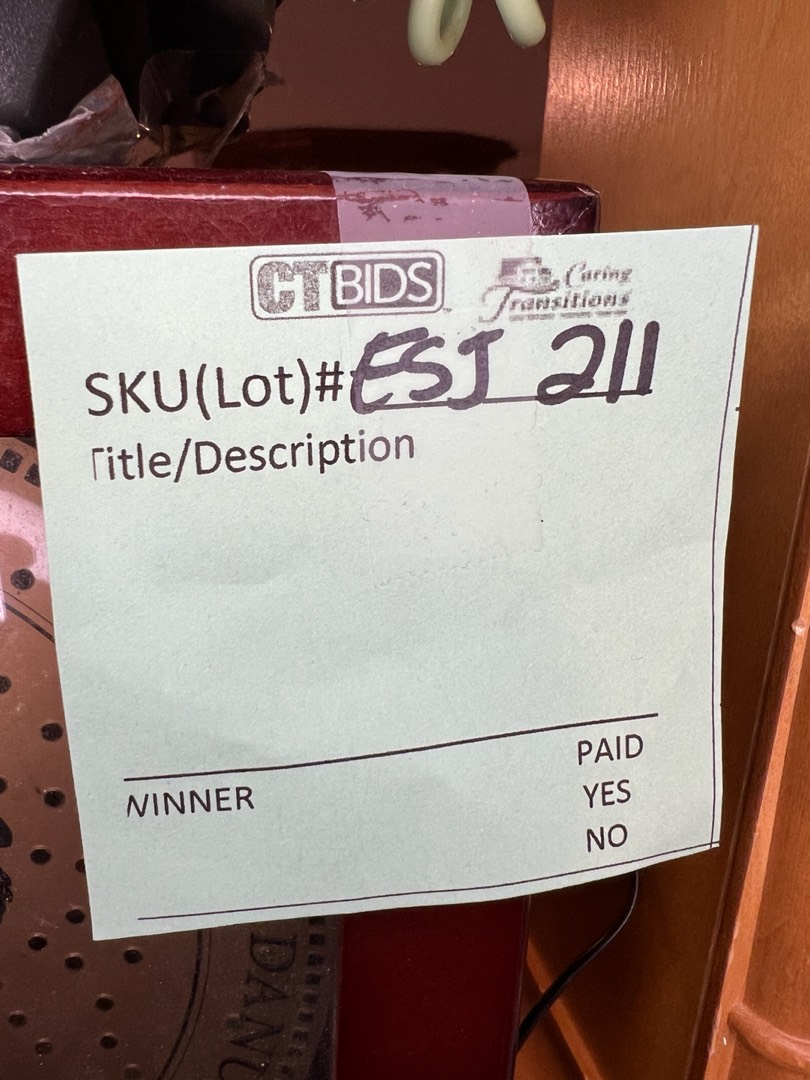 CTBIDS
Caring
Transitions
SKU(Lot)# ESJ 211
Title/Description
PAID
WINNER
YES
NO